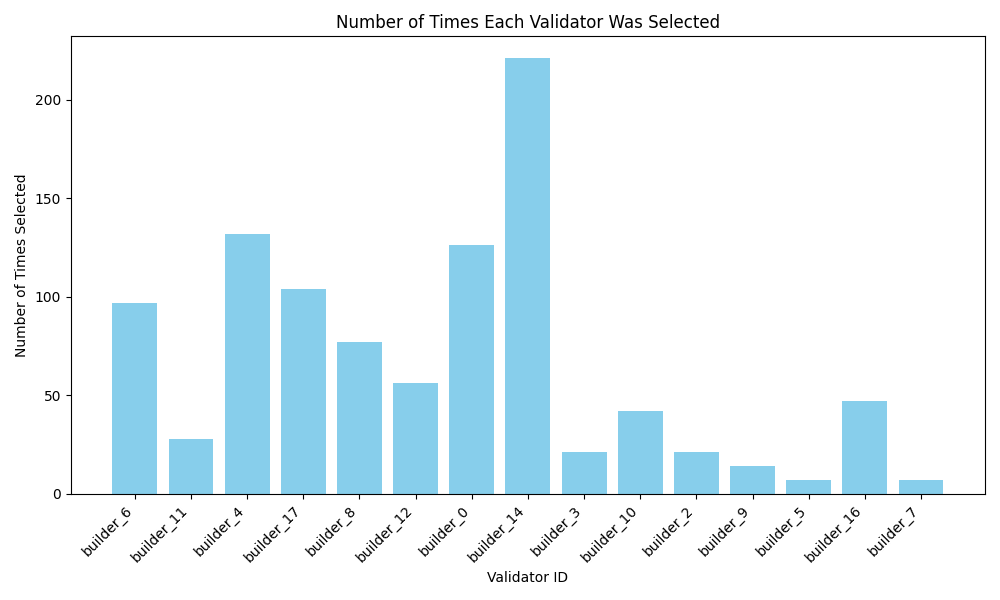 Number of Times Each Validator Was Selected
Number of Times Selected
200
150
100
50
0
builder_6
builder_11
builder_4
builder_17
builder_8
builder_12
builder_0
builder_14
builder_3
builder_10
builder_2
builder_9
builder_5
builder_16
builder_7
Validator ID